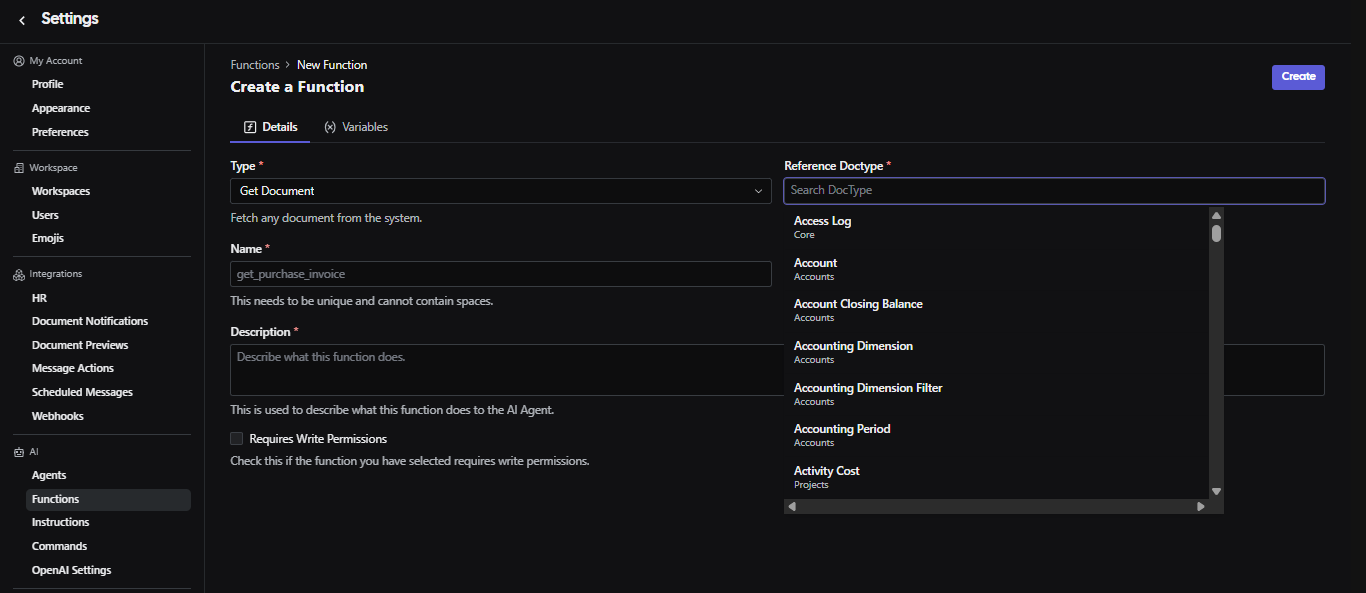 Settings
My Account
Profile
Appearance
Preferences
Workspace
Workspaces
Users
Emojis
Integrations
HR
Document Notifications
Document Previews
Message Actions
Scheduled Messages
Webhooks
AI
Agents
Functions
Instructions
Commands
OpenAI Settings
Functions > New Function
Create a Function
Create
Details
Variables
Type *
Get Document
Fetch any document from the system.
Name *
get_purchase_invoice
This needs to be unique and cannot contain spaces.
Description *
Describe what this function does.
This is used to describe what this function does to the AI Agent.
Requires Write Permissions
Check this if the function you have selected requires write permissions.
Reference Doctype *
Search DocType
Access Log
Core
Account
Accounts
Account Closing Balance
Accounts
Accounting Dimension
Accounts
Accounting Dimension Filter
Accounts
Accounting Period
Accounts
Activity Cost
Projects